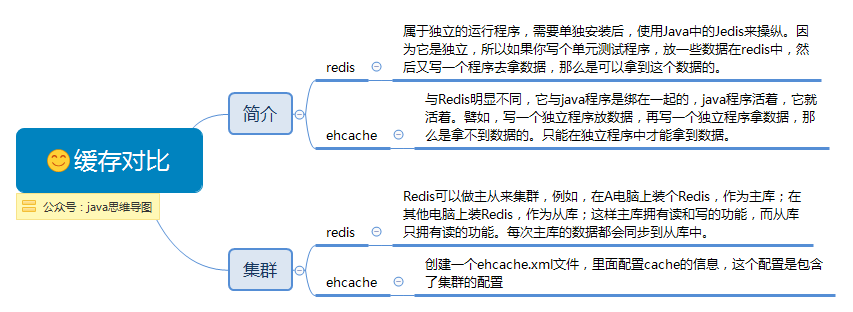 缓存对比
公众号：java思维导图
简介
redis
属于独立的运行程序，需要单独安装后，使用Java中的Jedis来操纵。因
为它是独立，所以如果你写个单元测试程序，放一些数据在redis中，然
后又写一个程序去拿数据，那么是可以拿到这个数据的。
ehcache
与Redis明显不同，它与java程序是绑在一起的，java程序活着，它就
活着。譬如，写一个独立程序放数据，再写一个独立程序拿数据，那
么是拿不到数据的。只能在独立程序中才能拿到数据。
集群
redis
Redis可以做主从来集群，例如，在A电脑上装个Redis，作为主库；在
其他电脑上装Redis，作为从库；这样主库拥有读和写的功能，而从库
只拥有读的功能。每次主库的数据都会同步到从库中。
ehcache
创建一个ehcache.xml文件，里面配置cache的信息，这个配置是包含
了集群的配置